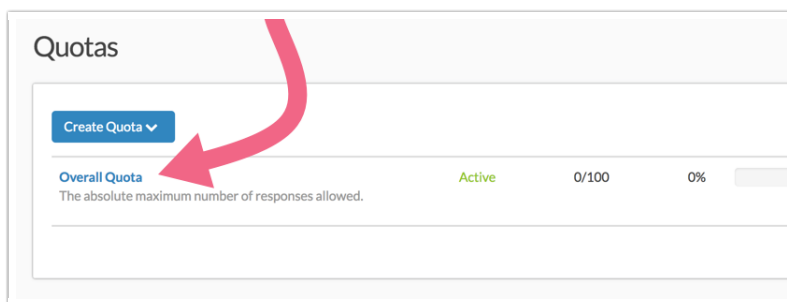 Quotas
Create Quota
Overall Quota Active 0/100 0%
The absolute maximum number of responses allowed.